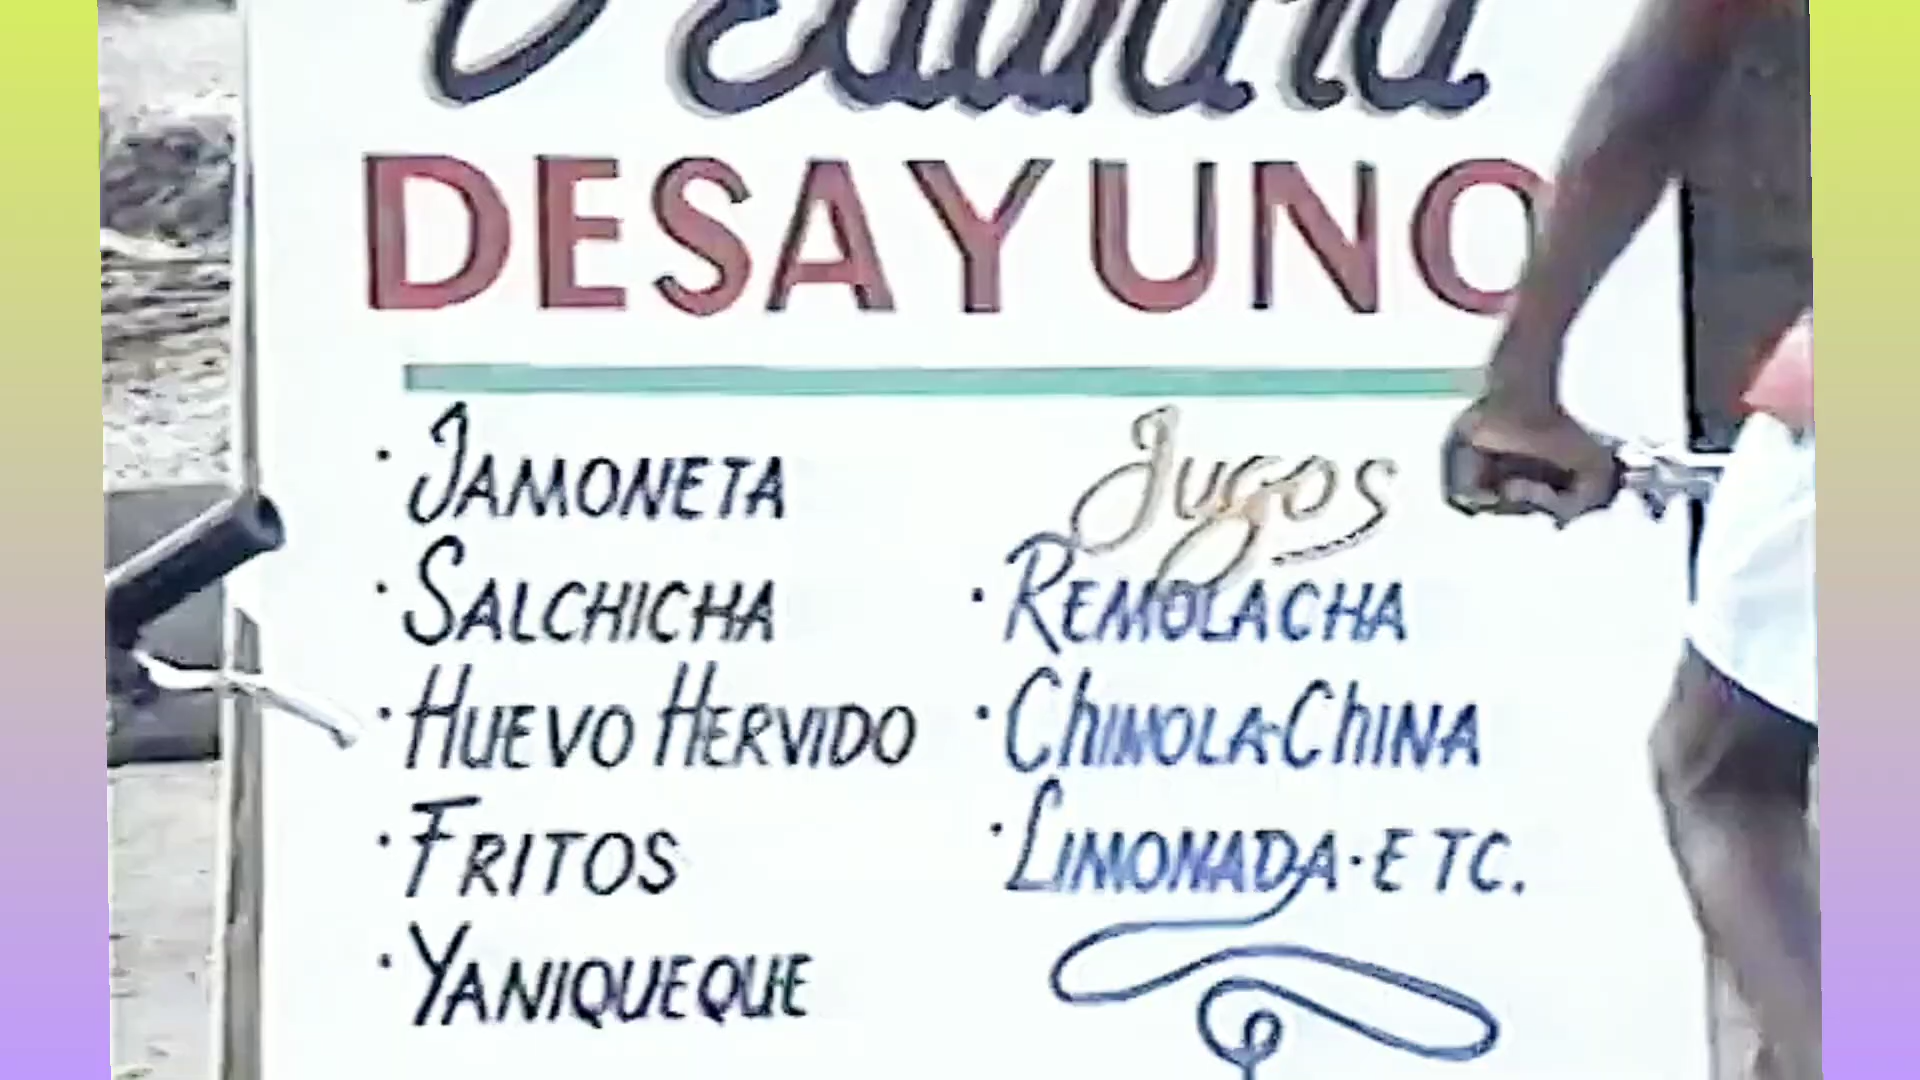 DESAYUNO
· JAMONETA
· SALCHICHA
· HUEVO HERVIDO
· FRITOS
· YANIQUEQUE
Jugos
· REMOLACHA
· CHINOLA-CHINA
· LIMONADA·ETC.